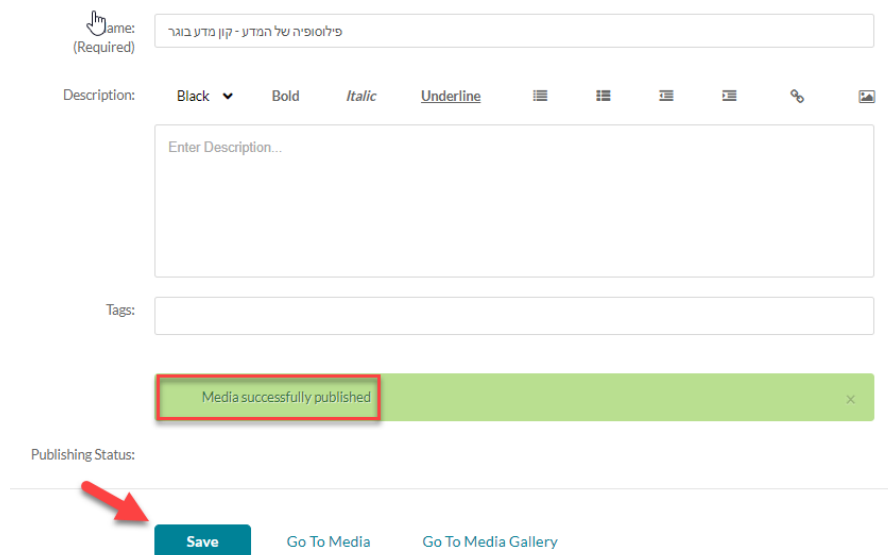 Name:
(Required)
פילוסופיה של המדע - קון מדע בוגר
Description:
Black Bold Italic Underline
Enter Description...
Tags:
Media successfully published ×
Publishing Status:
Save Go To Media Go To Media Gallery